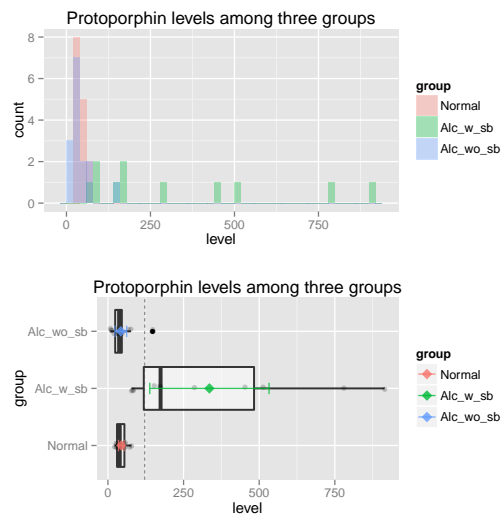 Protoporphin levels among three groups
8
6
4
2
0
count
0 250 500 750
level
group
Normal
Alc_w_sb
Alc_wo_sb
Protoporphin levels among three groups
Alc_wo_sb
Alc_w_sb
Normal
group
0 250 500 750
level
group
Normal
Alc_w_sb
Alc_wo_sb